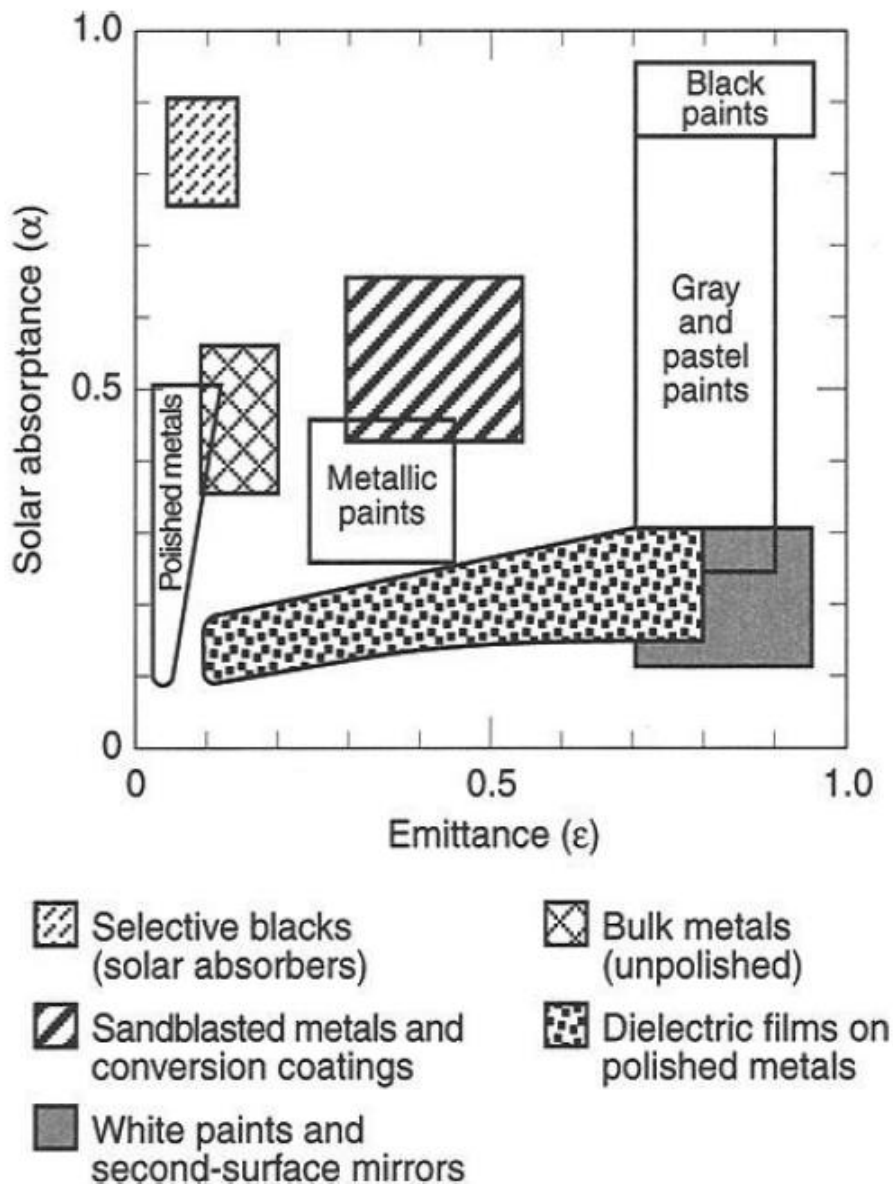 1.0
Black
paints
Gray
and
pastel
paints
Solar absorptance (α)
0.5
Polished metals
Metallic
paints
0
0
0.5
1.0
Emittance (ε)
Selective blacks
(solar absorbers)
Bulk metals
(unpolished)
Sandblasted metals and
conversion coatings
Dielectric films on
polished metals
White paints and
second-surface mirrors